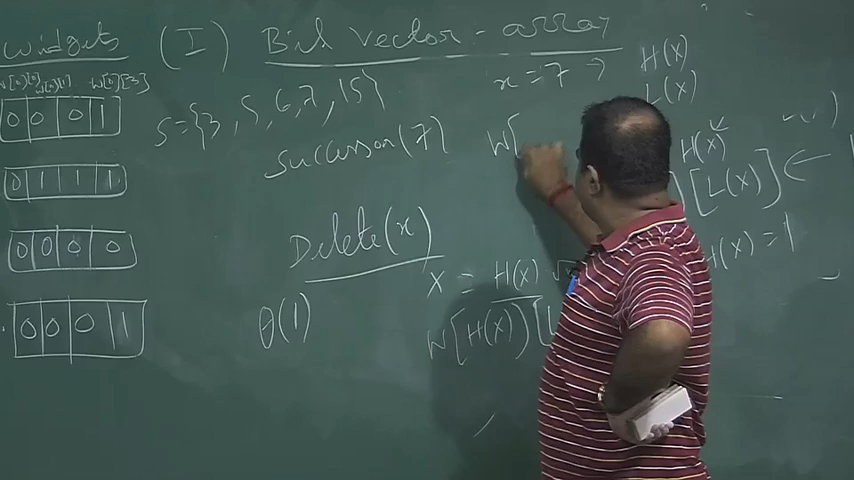 widgets (I) Bit Vector - array
W[0][0] W[0][1] W[0][3]
0 0 0 1
0 1 1 1
0 0 0 0
0 0 0 1
S = {3, 5, 6, 7, 15}
Successor(7)
Delete(x)
θ(1)
x = 7 →
H(x)
L(x)
W[
H(x)
][L(x)] ←
x = H(x)
H(x) = 1
W[H(x)][L